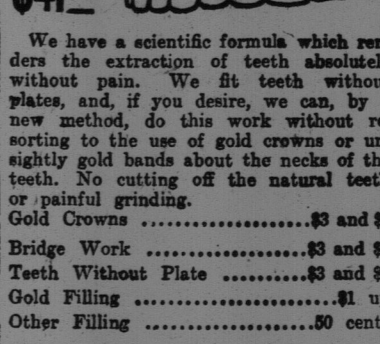 We have a scientific formula which ren
ders the extraction of teeth absolutel
without pain. We fit teeth withou
plates, and, if you desire, we can, by
new method, do this work without re
sorting to the use of gold crowns or un
sightly gold bands about the necks of th
teeth. No cutting off the natural teet
or painful grinding.
Gold Crowns ......................$3 and $
Bridge Work ......................$3 and $
Teeth Without Plate ...........$3 and $
Gold Filling ..........................$1 u
Other Filling ......................50 cent